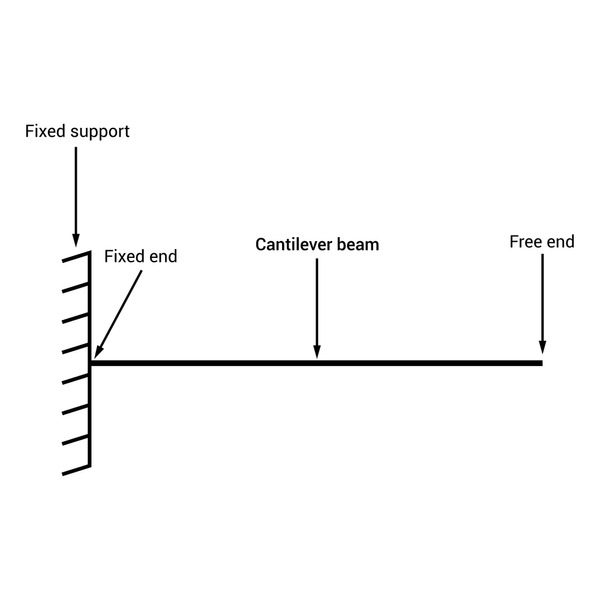 Fixed support
Fixed end
Cantilever beam
Free end